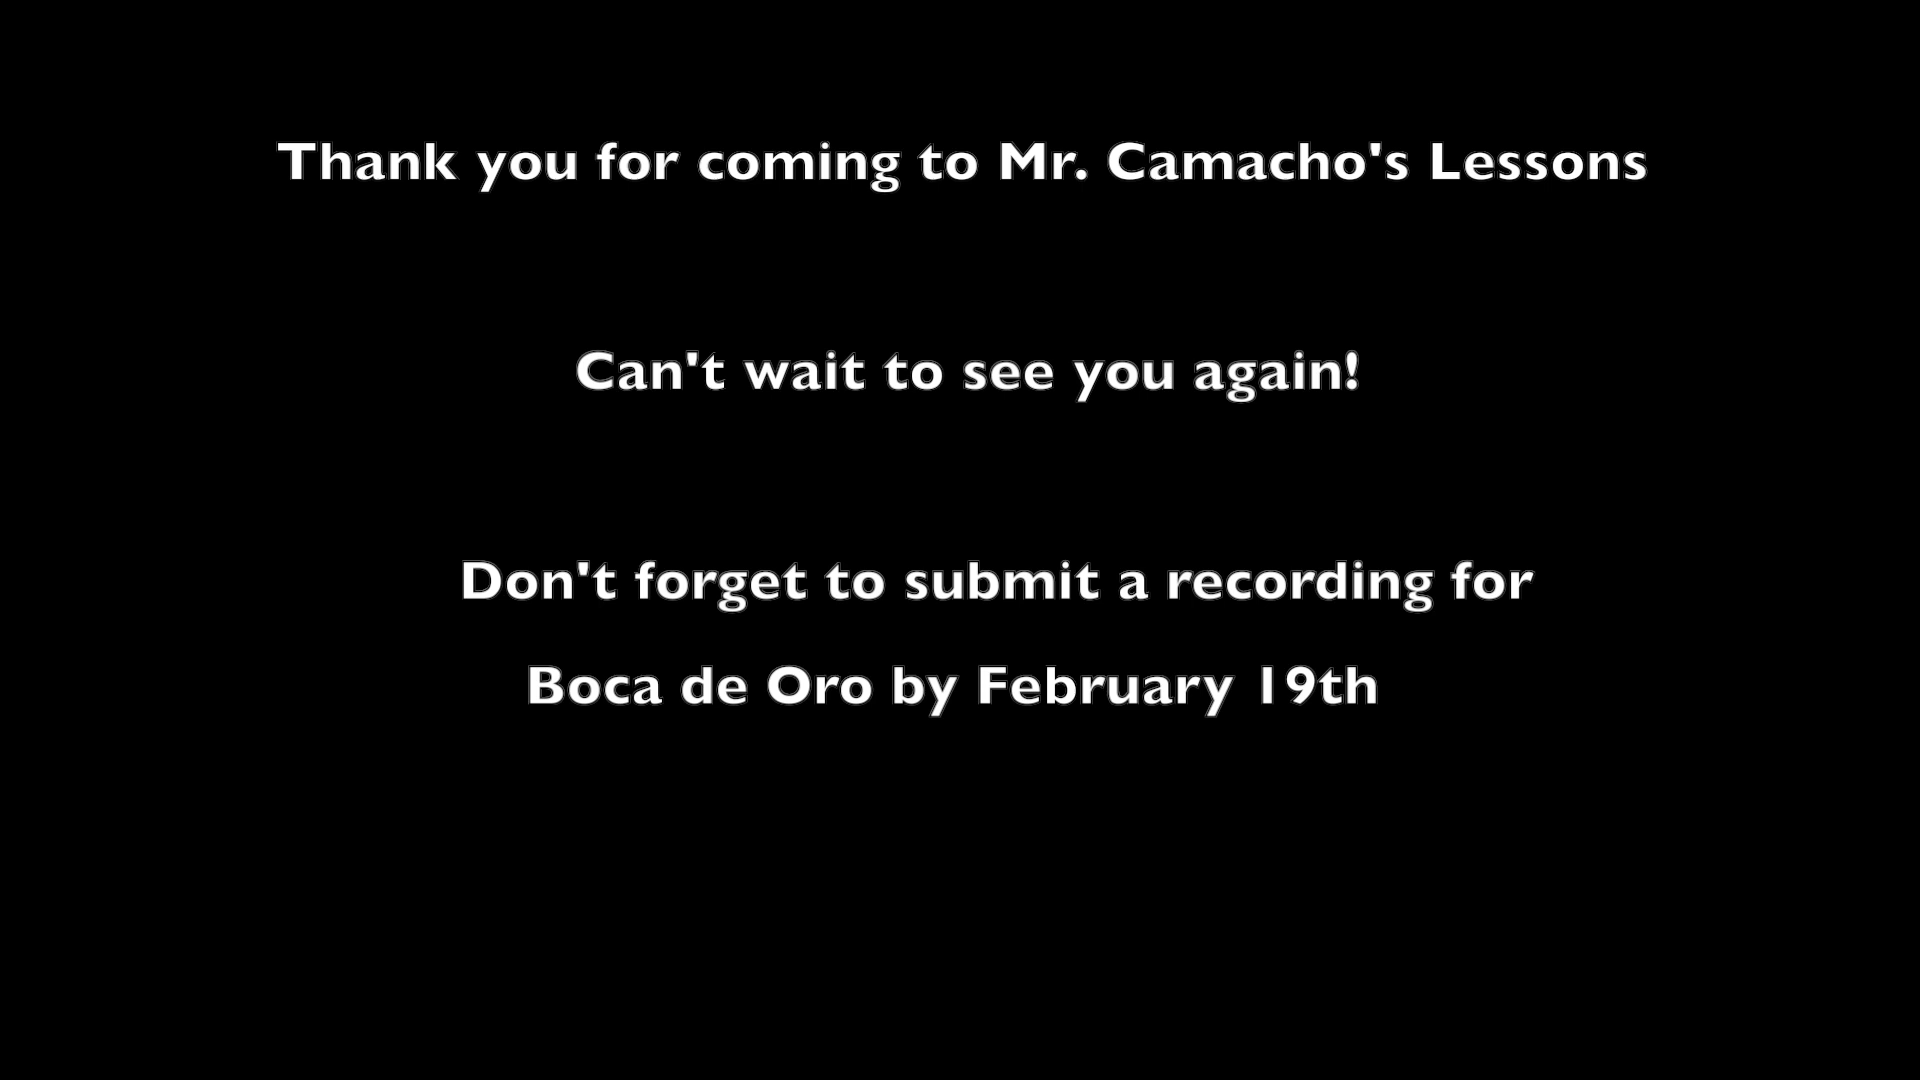 Thank you for coming to Mr. Camacho's Lessons
Can't wait to see you again!
Don't forget to submit a recording for
Boca de Oro by February 19th